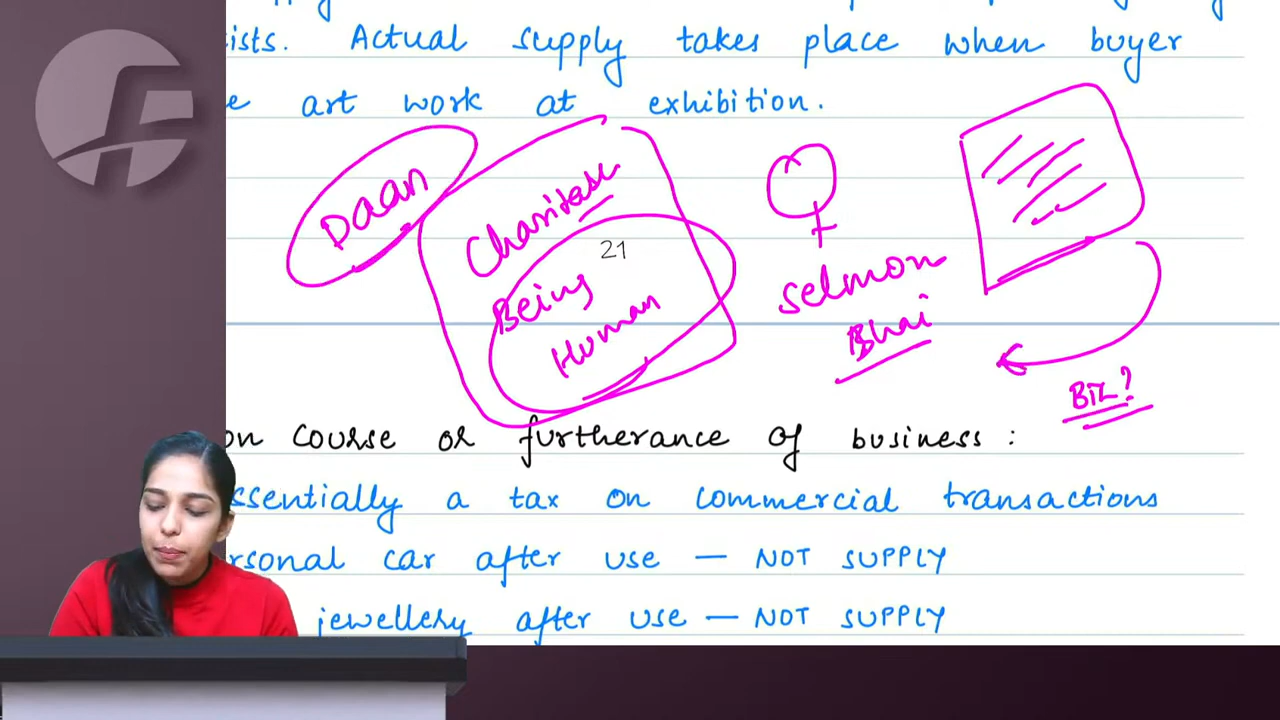 ists. Actual supply takes place when buyer
e art work at exhibition.
Daan
Charitable
21
Being
Human
Selmon
Bhai
BIZ?
on course or furtherance of business:
ssentially a tax on commercial transactions
rsonal car after use — NOT SUPPLY
jewellery after use — NOT SUPPLY